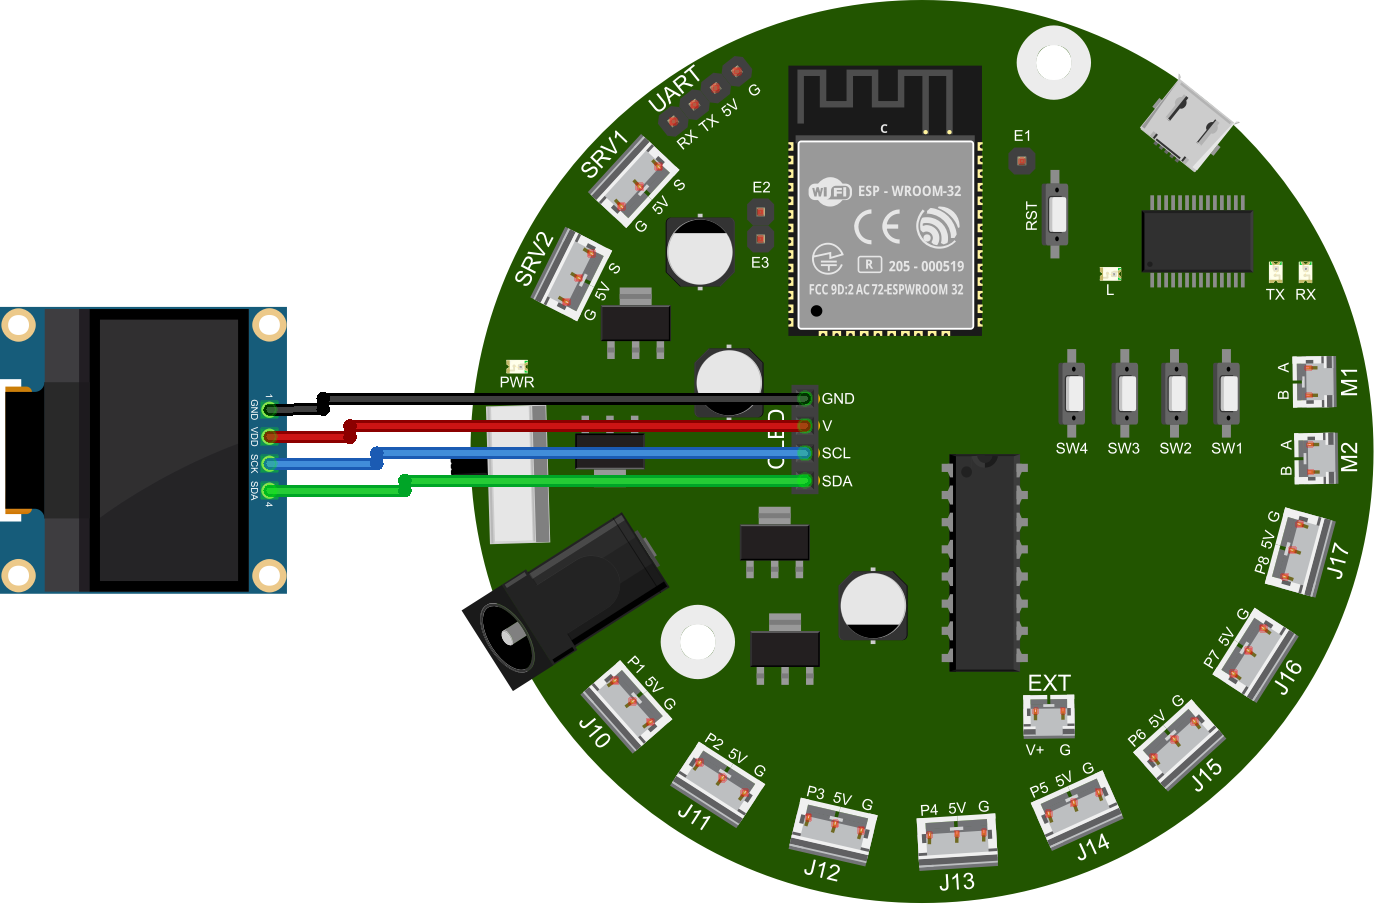 UART
RX TX 5V G
SRV1
G 5V S
SRV2
G 5V S
E1
E2
E3
C
WiFi ESP - WROOM-32
CE
R 205 - 000519
FCC 9D:2 AC72-ESPWROOM 32
RST
L
TX RX
PWR
1
GND
VDD
SCK
SDA
4
GND
V
SCL
SDA
SW4 SW3 SW2 SW1
A
B
M1
A
B
M2
P8 5V G
J17
P7 5V G
J16
P6 5V G
J15
P5 5V G
J14
P4 5V G
J13
P3 5V G
J12
P2 5V G
J11
P1 5V G
J10
EXT
V+ G